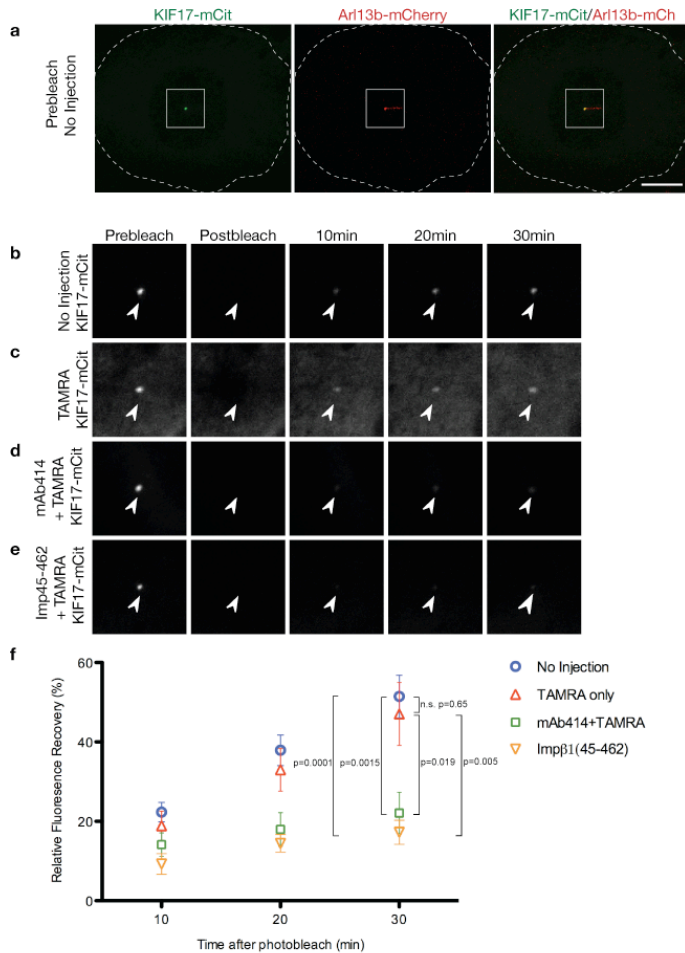 KIF17-mCit Arl13b-mCherry KIF17-mCit/Arl13b-mCh
a
Prebleach
No Injection
Prebleach Postbleach 10min 20min 30min
b
No Injection
KIF17-mCit
c
TAMRA
KIF17-mCit
d
mAb414
+ TAMRA
KIF17-mCit
e
Imp45-462
+ TAMRA
KIF17-mCit
f
Relative Fluoresence Recovery (%)
60
40
20
0
10 20 30
Time after photobleach (min)
n.s. p=0.65
p=0.0001 p=0.0015 p=0.019 p=0.005
No Injection
TAMRA only
mAb414+TAMRA
Impβ1(45-462)